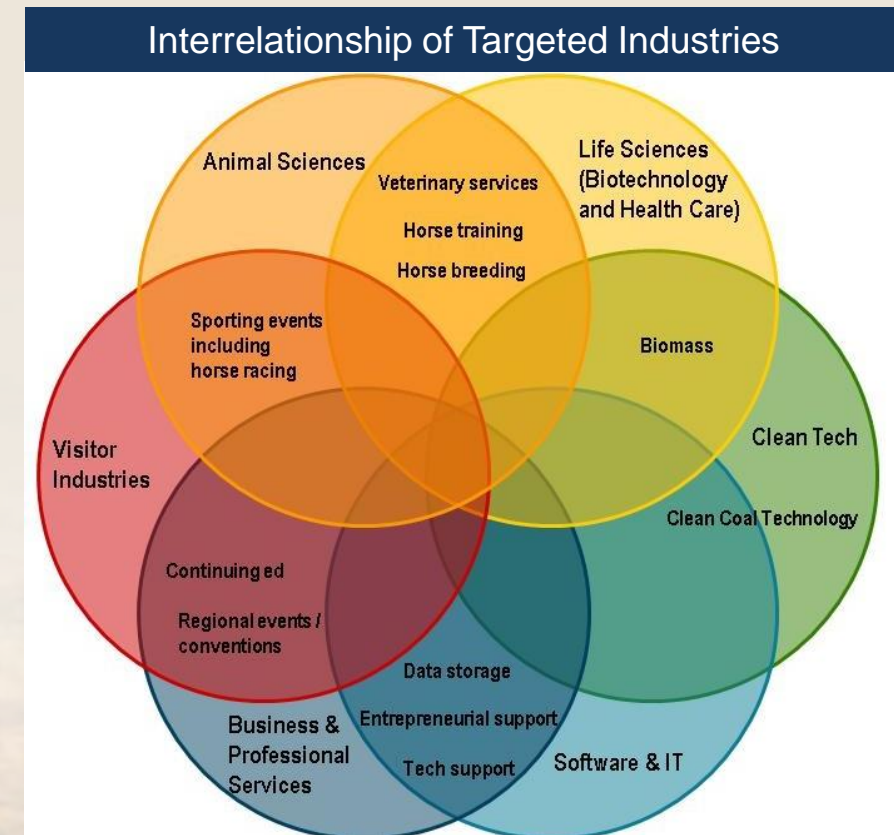 Interrelationship of Targeted Industries
Animal Sciences
Life Sciences
(Biotechnology
and Health Care)
Veterinary services
Horse training
Horse breeding
Sporting events
including
horse racing
Biomass
Visitor
Industries
Clean Tech
Clean Coal Technology
Continuing ed
Regional events /
conventions
Data storage
Entrepreneurial support
Tech support
Business &
Professional
Services
Software & IT